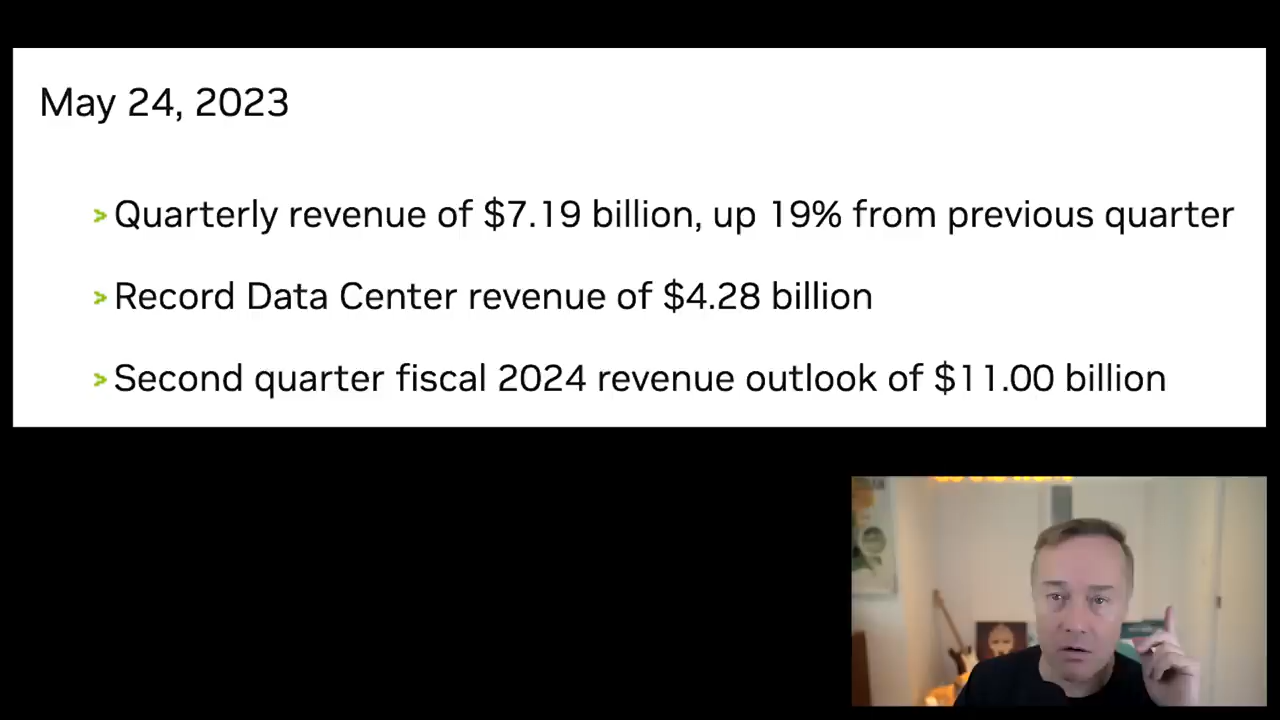 May 24, 2023
> Quarterly revenue of $7.19 billion, up 19% from previous quarter
> Record Data Center revenue of $4.28 billion
> Second quarter fiscal 2024 revenue outlook of $11.00 billion